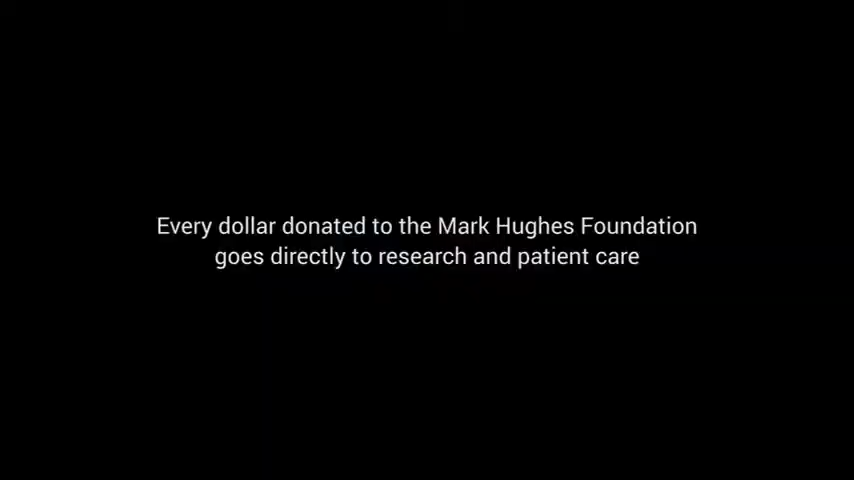 Every dollar donated to the Mark Hughes Foundation
goes directly to research and patient care